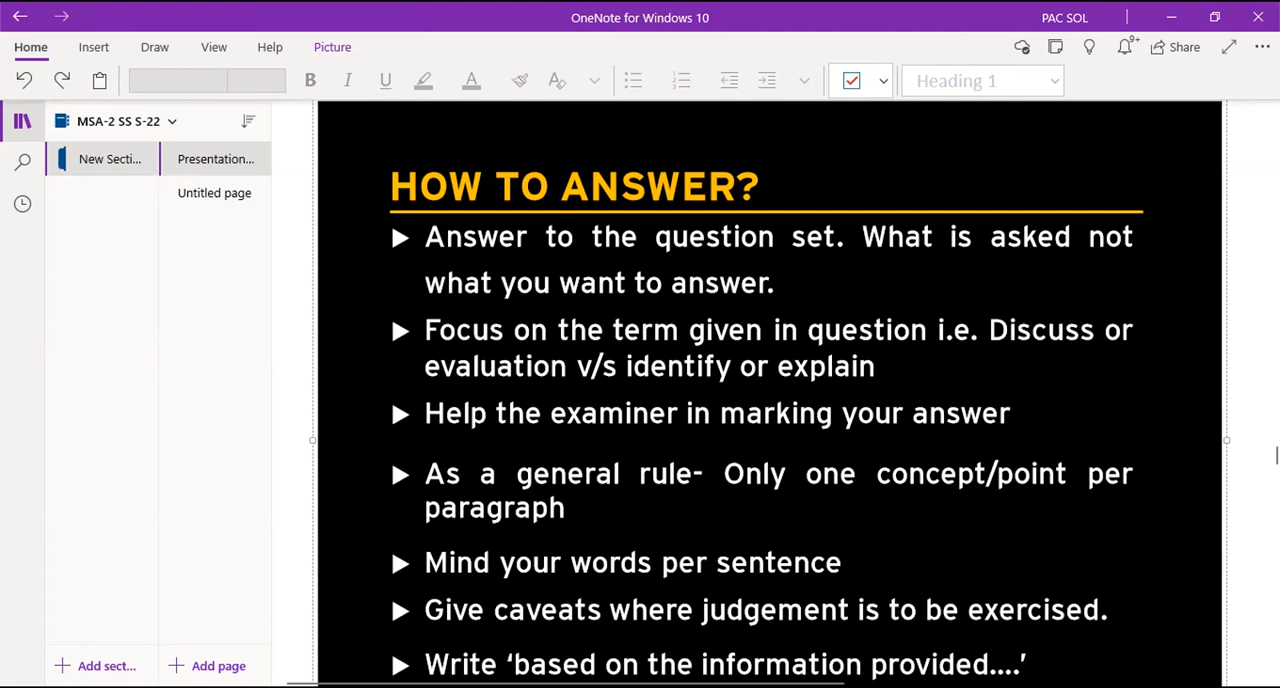 OneNote for Windows 10
PAC SOL
Home Insert Draw View Help Picture
9+ Share
B I U A A Heading 1
MSA-2 SS S-22
New Secti... Presentation...
Untitled page
HOW TO ANSWER?
Answer to the question set. What is asked not
what you want to answer.
Focus on the term given in question i.e. Discuss or
evaluation v/s identify or explain
Help the examiner in marking your answer
As a general rule- Only one concept/point per
paragraph
Mind your words per sentence
Give caveats where judgement is to be exercised.
Write ‘based on the information provided....’
Add sect... Add page